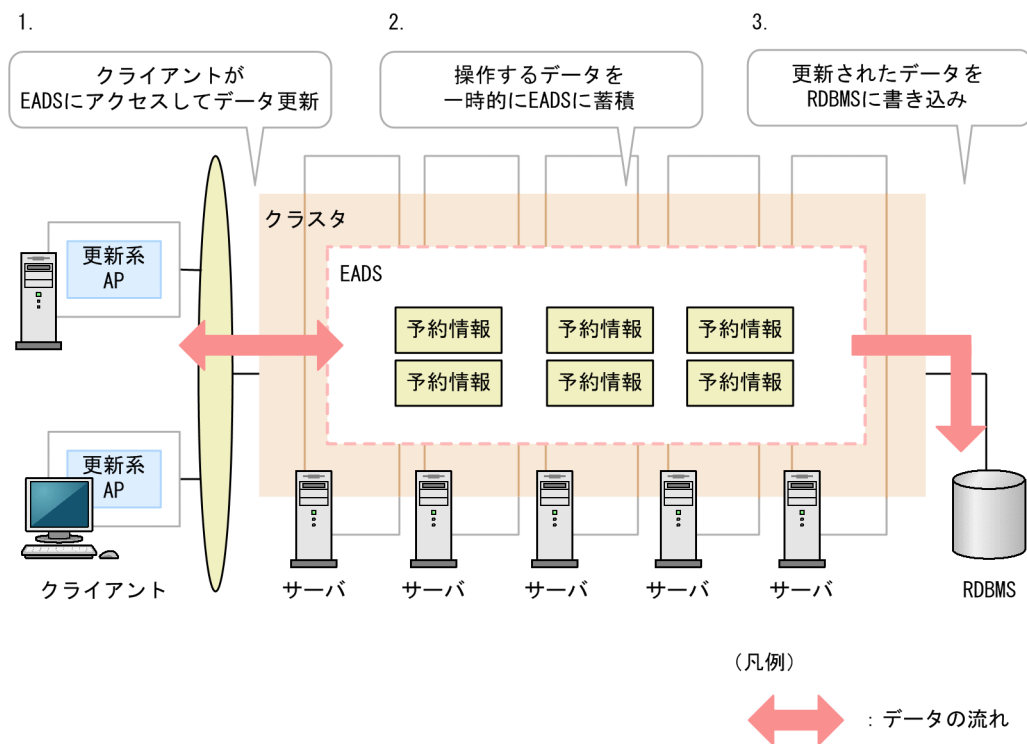 1.
2.
3.
クライアントが
EADSにアクセスしてデータ更新
操作するデータを
一時的にEADSに蓄積
更新されたデータを
RDBMSに書き込み
クラスタ
更新系
AP
EADS
予約情報
予約情報
予約情報
予約情報
予約情報
予約情報
更新系
AP
クライアント
サーバ
サーバ
サーバ
サーバ
サーバ
RDBMS
(凡例)
：データの流れ